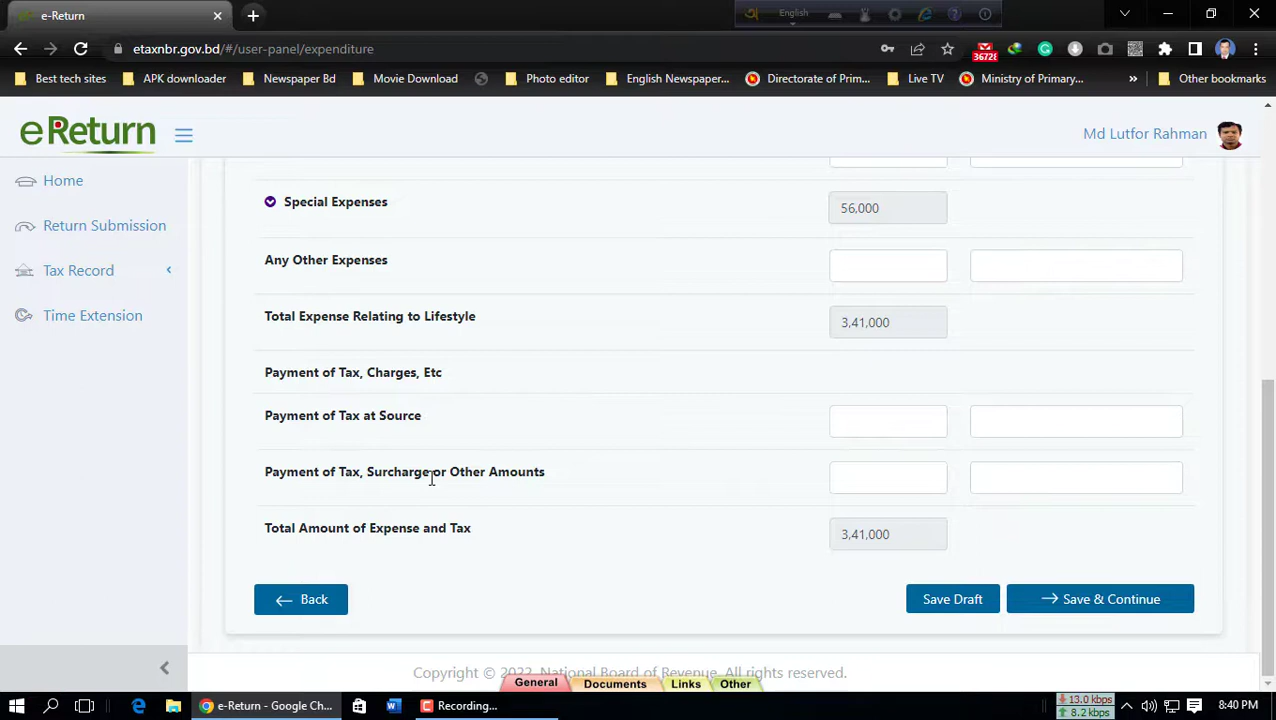 e-Return
English
etaxnbr.gov.bd/#/user-panel/expenditure
36728
Best tech sites
APK downloader
Newspaper Bd
Movie Download
Photo editor
English Newspaper...
Directorate of Prim...
Live TV
Ministry of Primary...
»
Other bookmarks
eReturn
Md Lutfor Rahman
Home
Return Submission
Tax Record
Time Extension
Special Expenses
56,000
Any Other Expenses
Total Expense Relating to Lifestyle
3,41,000
Payment of Tax, Charges, Etc
Payment of Tax at Source
Payment of Tax, Surcharge or Other Amounts
Total Amount of Expense and Tax
3,41,000
Back
Save Draft
Save & Continue
Copyright © 2022. National Board of Revenue. All rights reserved.
General
Documents
Links
Other
e-Return - Google Ch...
Recording...
13.0 kbps
8.2 kbps
8:40 PM